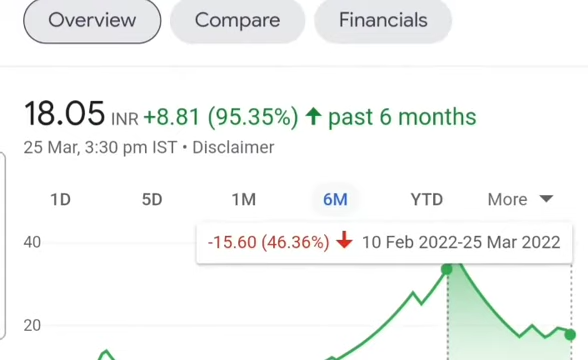 Overview Compare Financials
18.05 INR +8.81 (95.35%) ↑ past 6 months
25 Mar, 3:30 pm IST • Disclaimer
1D 5D 1M 6M YTD More
-15.60 (46.36%) ↓ 10 Feb 2022-25 Mar 2022
40
20